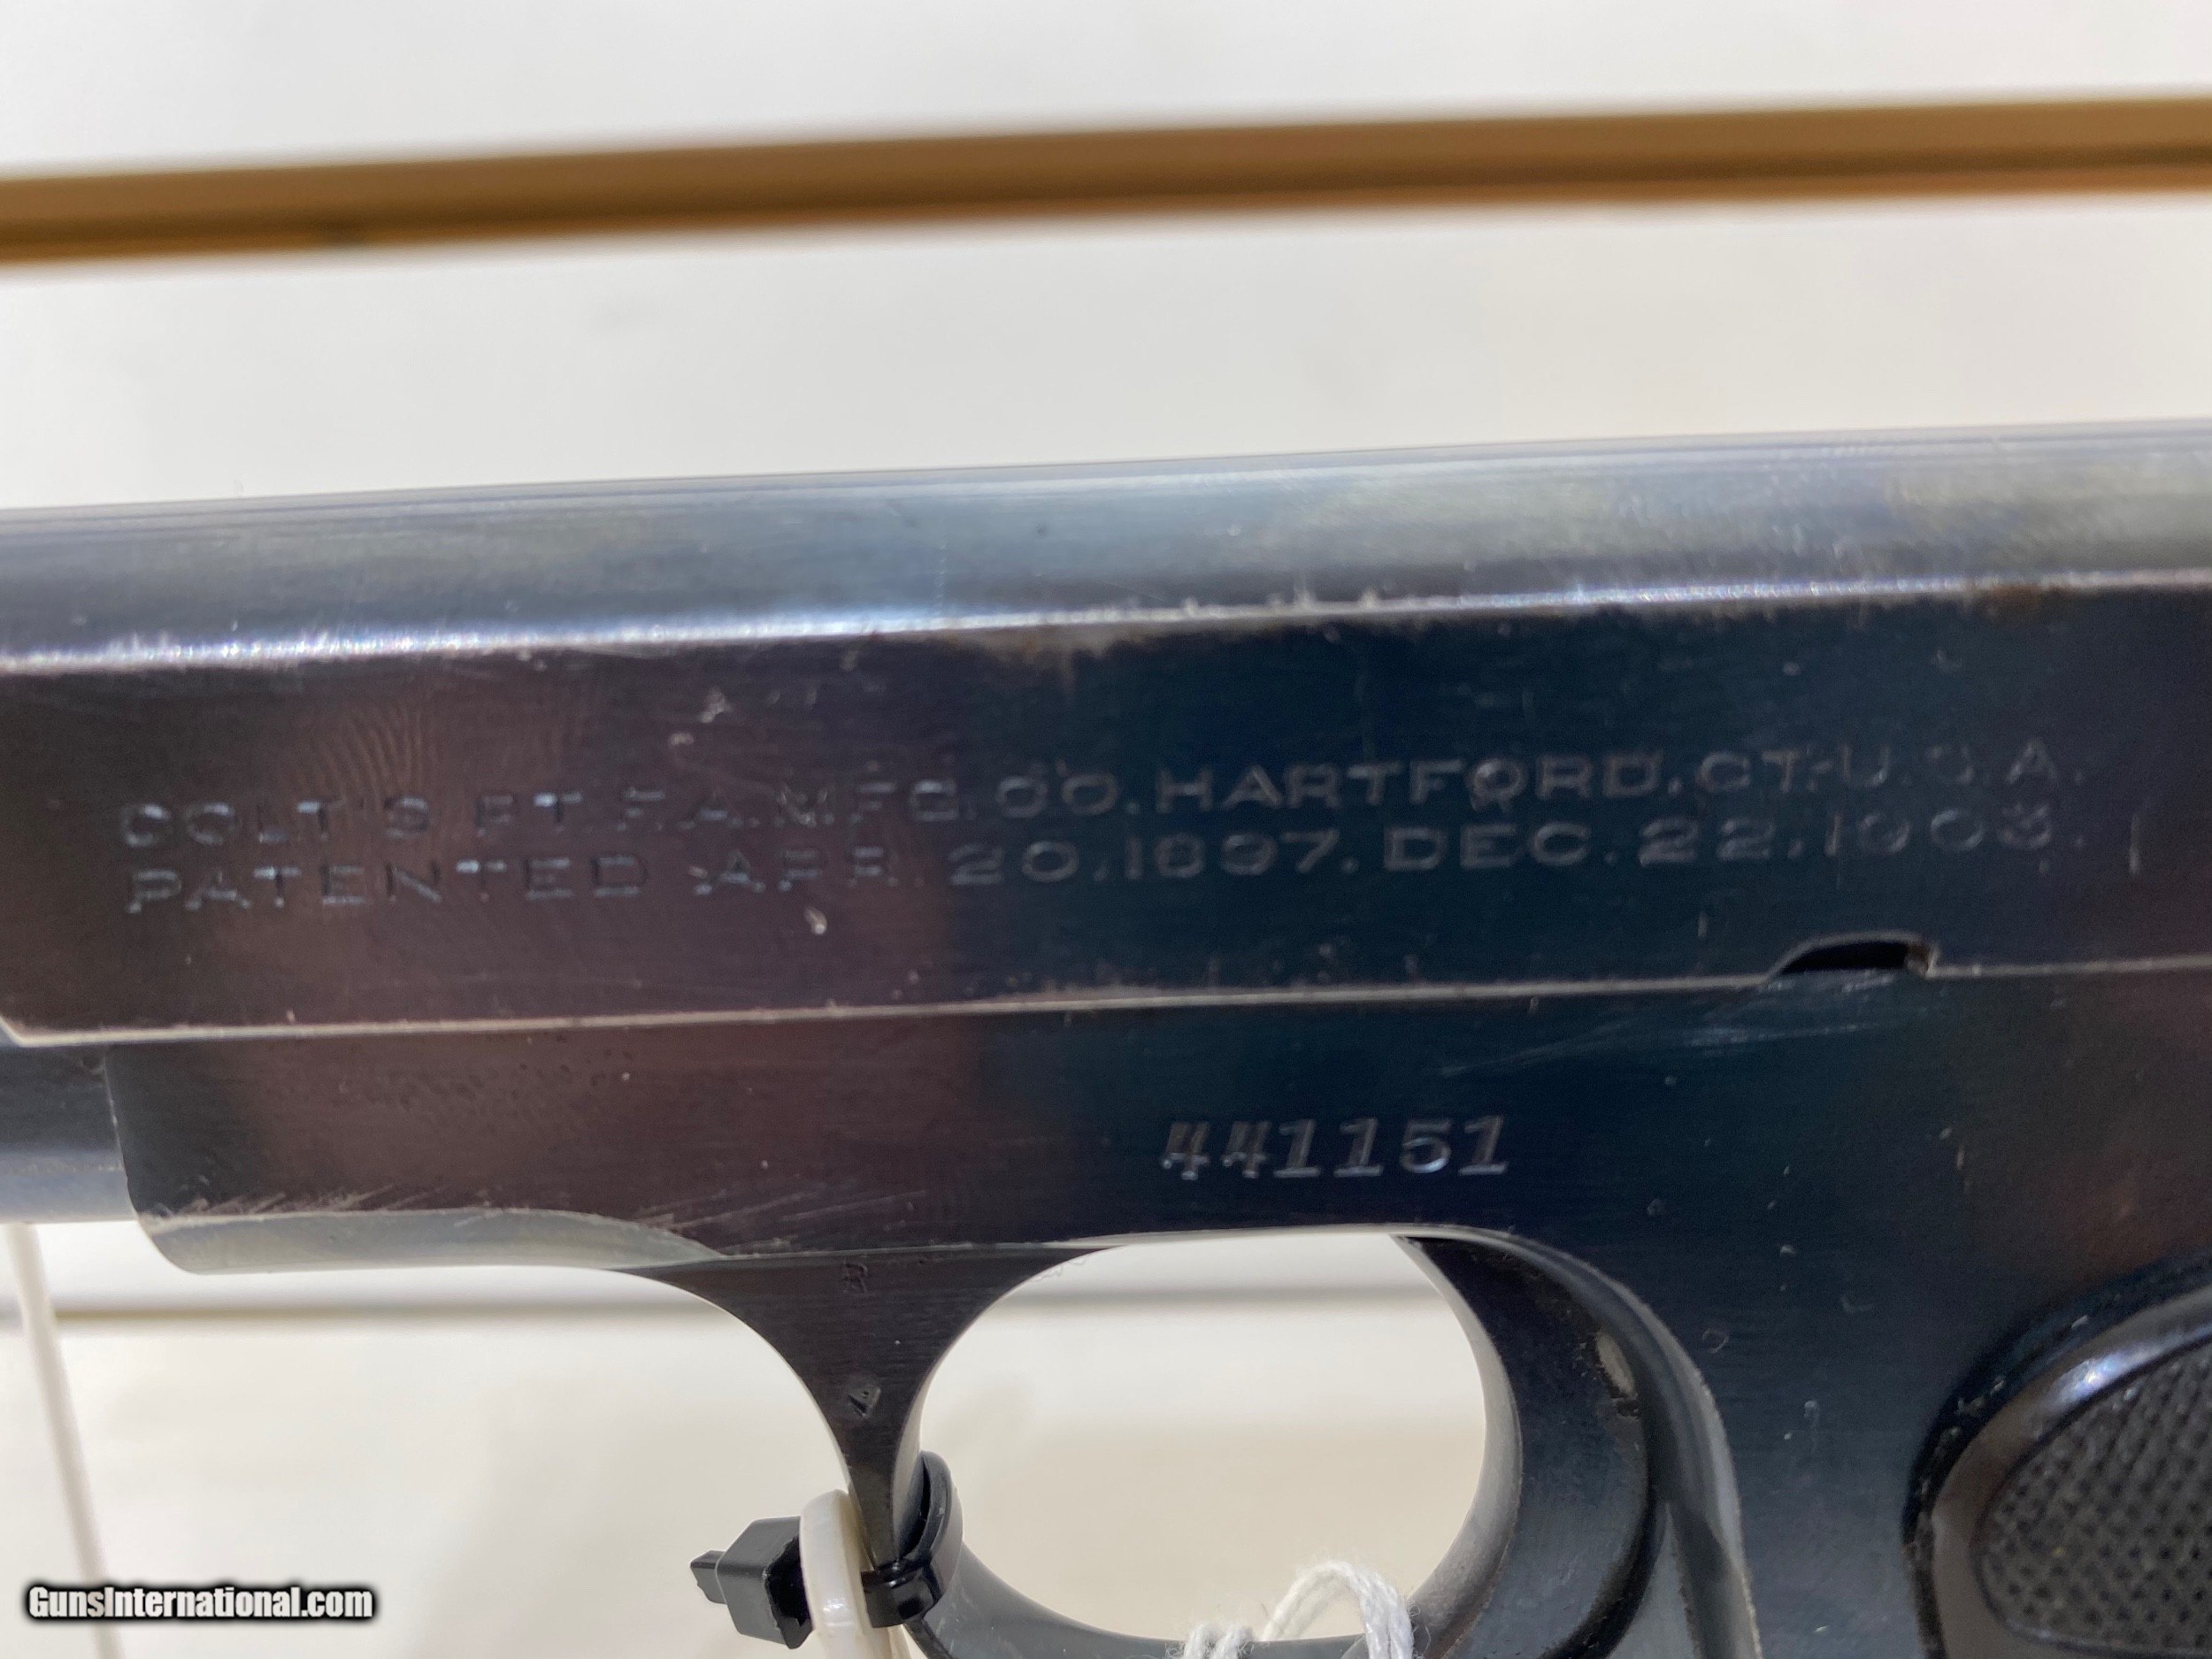 COLT'S PT. F.A. MFG. CO. HARTFORD, CT. U.S.A.
PATENTED APR. 20, 1897, DEC. 22, 1903.
441151
GunsInternational.com